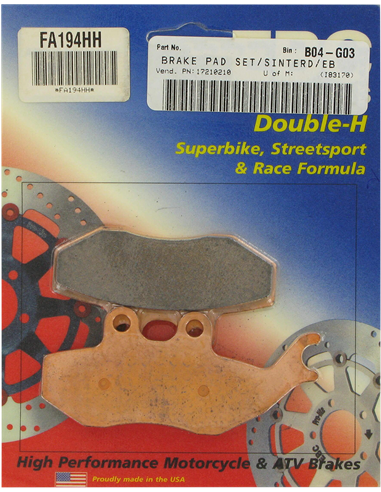 FA194HH
*FA194HH*
Part No.
Bin: B04-G03
BRAKE PAD SET/SINTERD/EB
Vend. PN:17210210 U of M: (183170)
Double-H
Superbike, Streetsport
& Race Formula
High Performance Motorcycle & ATV Brakes
Proudly made in the USA